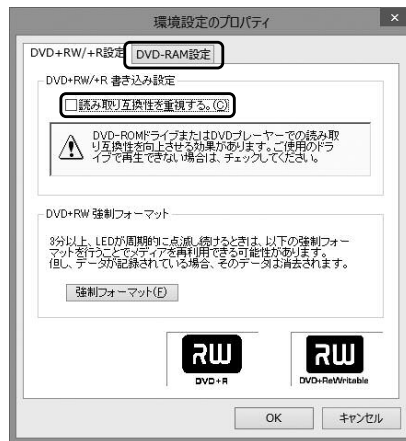 環境設定のプロパティ
×
DVD+RW/+R設定 DVD-RAM設定
DVD+RW/+R 書き込み設定
読み取り互換性を重視する。(C)
DVD-ROMドライブまたはDVDプレーヤーでの読み取
り互換性を向上させる効果があります。ご使用のドラ
イブで再生できない場合は、チェックしてください。
DVD+RW 強制フォーマット
3分以上、LEDが周期的に点滅し続けるときは、以下の強制フォー
マットを行うことでメディアを再利用できる可能性があります。
但し、データが記録されている場合、そのデータは消去されます。
強制フォーマット(F)
RW
DVD+R
RW
DVD+ReWritable
OK キャンセル